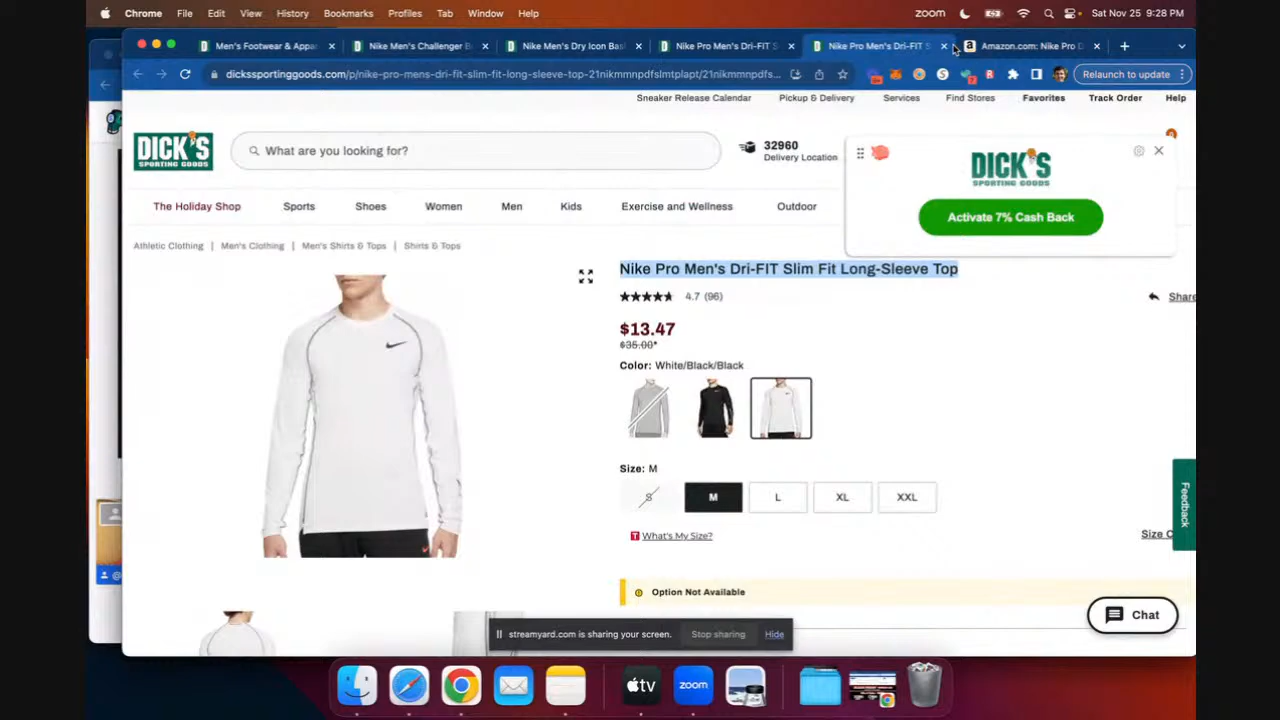 Chrome File Edit View History Bookmarks Profiles Tab Window Help zoom Sat Nov 25 9:28 PM
Men's Footwear & Appa Nike Men's Challenger B Nike Men's Dry Icon Bas Nike Pro Men's Dri-FIT S Nike Pro Men's Dri-FIT S Amazon.com: Nike Pro D
dickssportinggoods.com/p/nike-pro-mens-dri-fit-slim-fit-long-sleeve-top-21nikmmnpdfslmtplapt/21nikmmnpdfs... Relaunch to update
Sneaker Release Calendar Pickup & Delivery Services Find Stores Favorites Track Order Help
DICK'S
SPORTING GOODS
What are you looking for?
32960
Delivery Location
DICK'S
SPORTING GOODS
Activate 7% Cash Back
The Holiday Shop Sports Shoes Women Men Kids Exercise and Wellness Outdoor
Athletic Clothing Men's Clothing Men's Shirts & Tops Shirts & Tops
Nike Pro Men's Dri-FIT Slim Fit Long-Sleeve Top
4.7 (96)
Share
$13.47
$35.00*
Color: White/Black/Black
Size: M
S M L XL XXL
What's My Size?
Size C
Option Not Available
Feedback
Chat
streamyard.com is sharing your screen. Stop sharing Hide
tv zoom